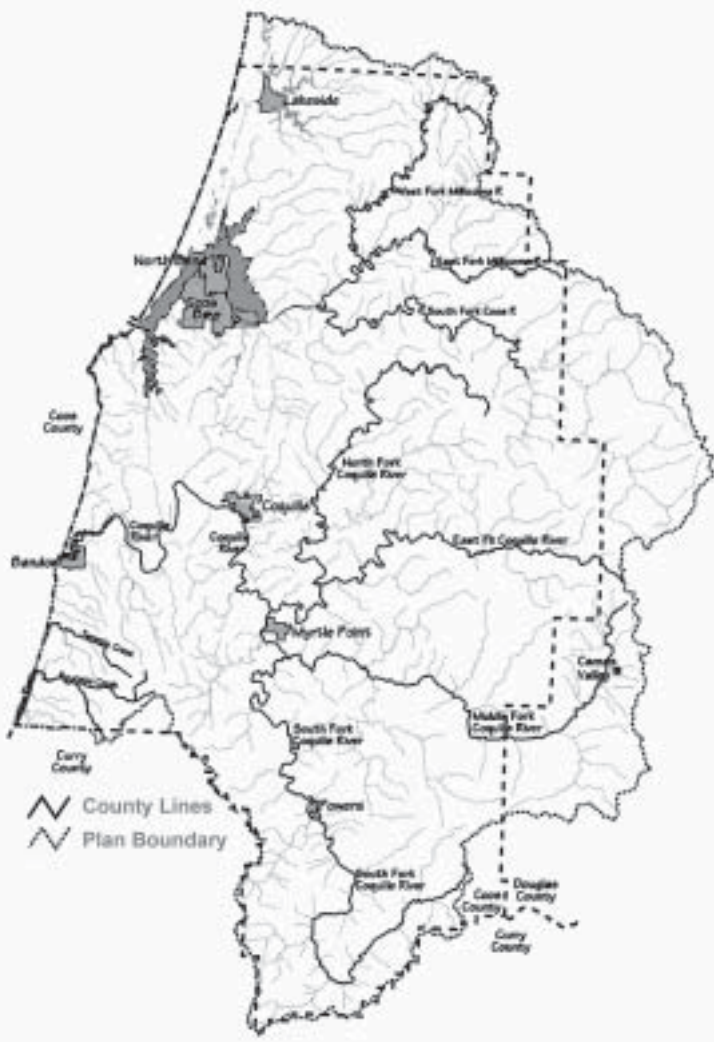 Lakeside
West Fork Millicoma R.
North Bend
East Fork Millicoma R.
Coos
Bay
South Fork Coos R.
Coos
County
North Fork
Coquille River
Coquille
Coquille
River
Coquille
River
East Fk Coquille River
Bandon
Myrtle Point
Camas
Valley
South Fork
Coquille River
Middle Fork
Coquille River
Curry
County
County Lines
Powers
Plan Boundary
South Fork
Coquille River
Coos
County
Douglas
County
Curry
County